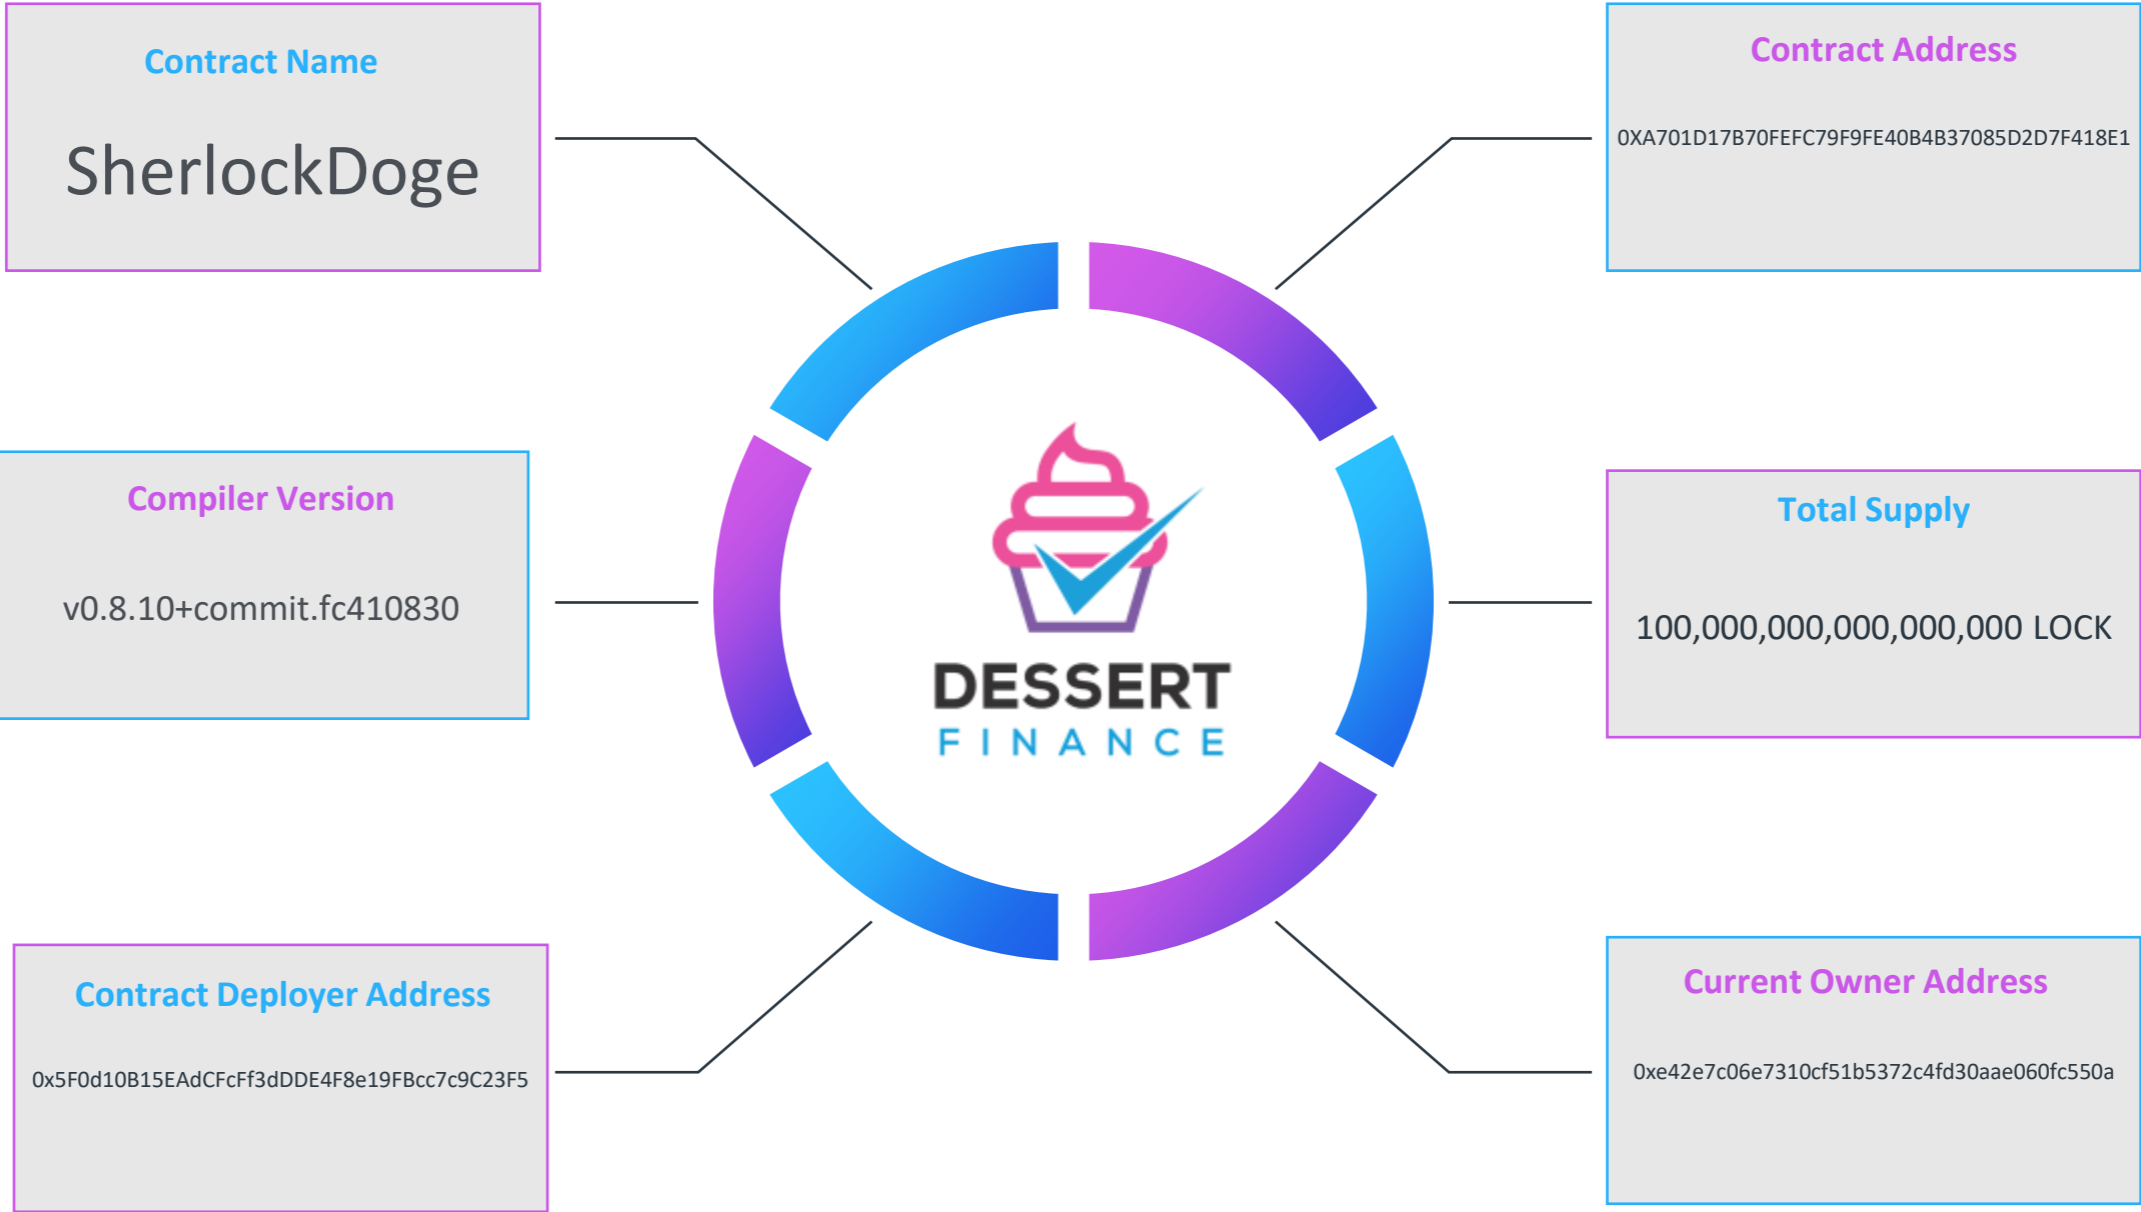 Contract Name
SherlockDoge
Contract Address
0XA701D17B70FEFC79F9FE40B4B37085D2D7F418E1
Compiler Version
v0.8.10+commit.fc410830
Total Supply
100,000,000,000,000,000 LOCK
DESSERT
FINANCE
Contract Deployer Address
0x5F0d10B15EAdCFcFf3dDDE4F8e19FBcc7c9C23F5
Current Owner Address
0xe42e7c06e7310cf51b5372c4fd30aae060fc550a